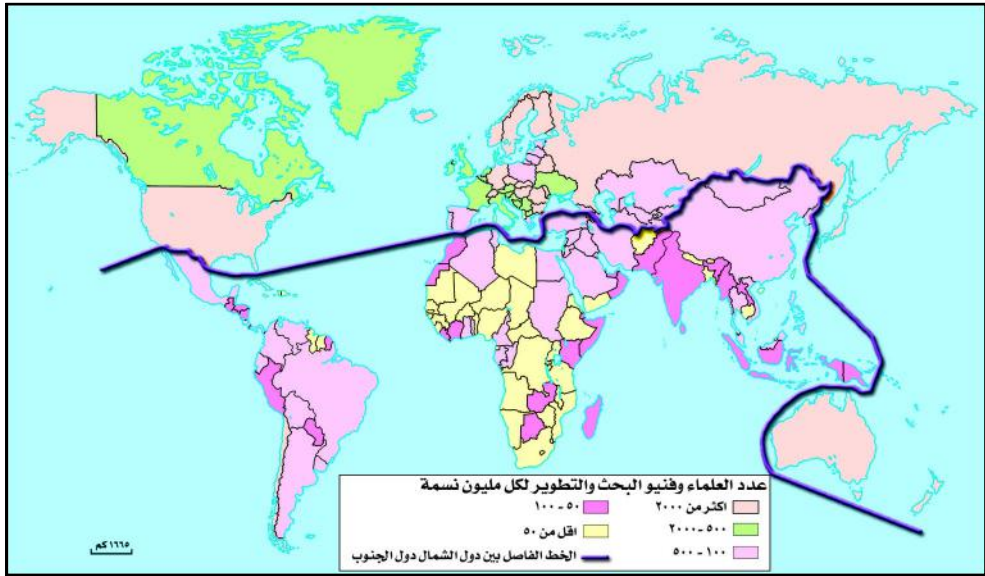 عدد العلماء وفنيو البحث والتطوير لكل مليون نسمة
اكثر من ٢٠٠٠
٥٠ - ١٠٠
٥٠٠ - ٢٠٠٠
اقل من ٥٠
١٠٠ - ٥٠٠
الخط الفاصل بين دول الشمال دول الجنوب
١٦٦٥ كم